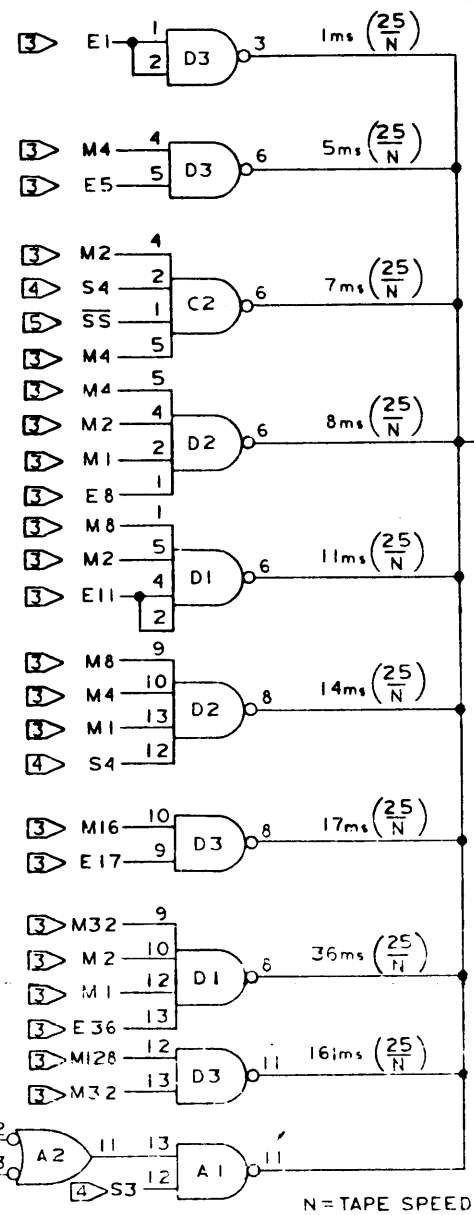 3 E1 1 2 D3 3 1ms (25/N)
3 M4 4 D3 6 5ms (25/N)
3 E5 5
3 M2 4
4 S4 2 C2 6 7ms (25/N)
5 S̅S̅ 1
3 M4 5
3 M4 5
3 M2 4 D2 6 8ms (25/N)
3 M1 2
3 E8 1
3 M8 1
3 M2 5 D1 6 11ms (25/N)
3 E11 4
2
3 M8 9
3 M4 10 D2 8 14ms (25/N)
3 M1 13
4 S4 12
3 M16 10 D3 8 17ms (25/N)
3 E17 9
3 M32 9
3 M2 10 D1 8 36ms (25/N)
3 M1 12
3 E36 13
3 M128 12 D3 11 161ms (25/N)
3 M32 13
2
3 A2 11 13 A1 11
4 S3 12
N = TAPE SPEED